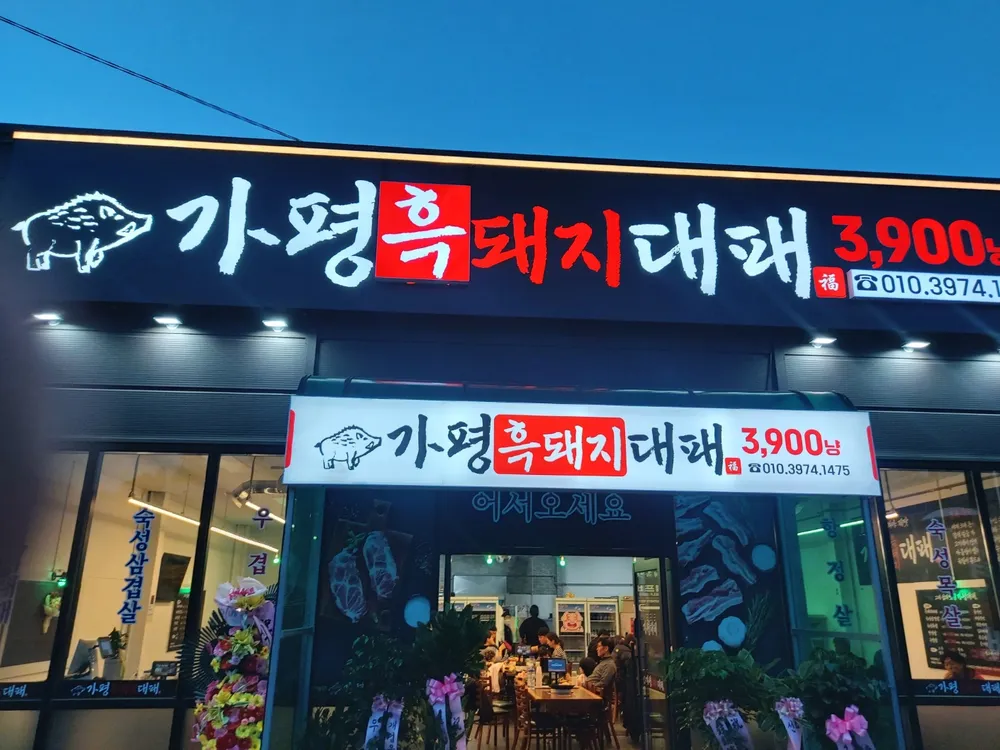 가평흑돼지대패 福 3,900냥
☎010.3974.1
가평흑돼지대패 福 3,900냥
☎010.3974.1475
어서오세요
숙성삼겹살
우겹
항정살
숙성목살
대패
가평 대패
가평